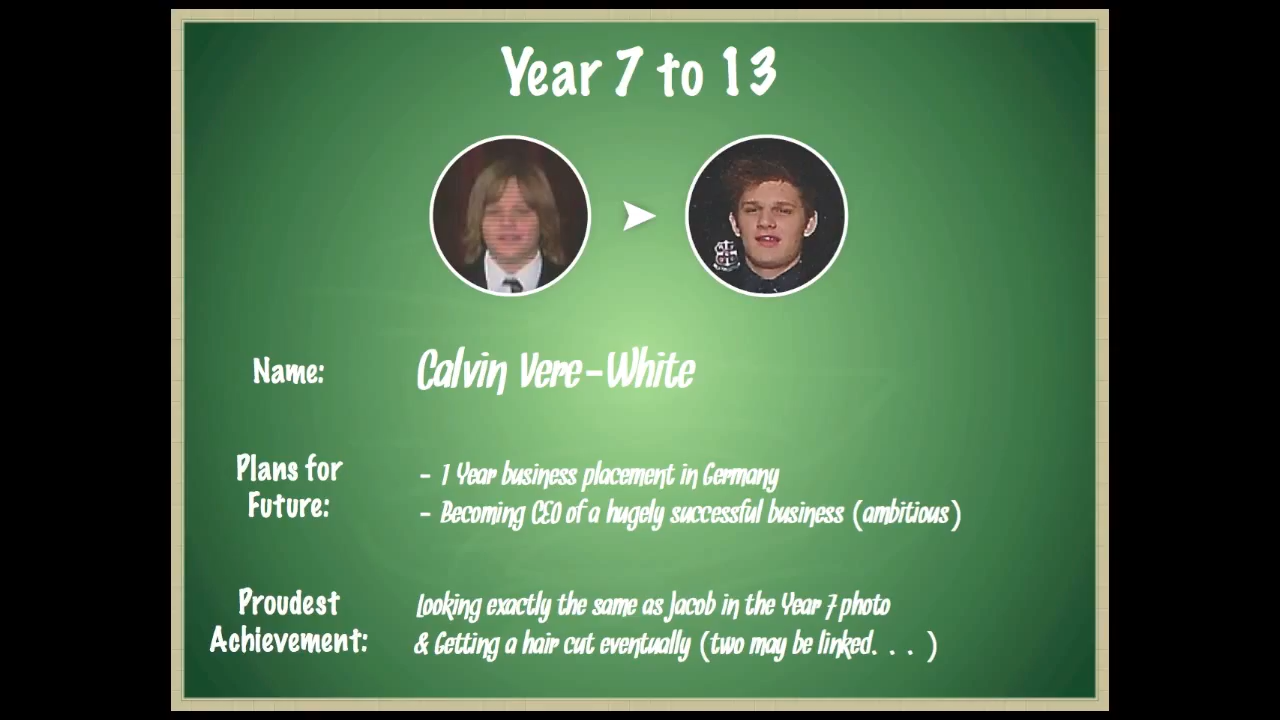 Year 7 to 13
Name: Calvin Vere-White
Plans for Future:
- 1 Year business placement in Germany
- Becoming CEO of a hugely successful business (ambitious)
Proudest Achievement:
Looking exactly the same as Jacob in the Year 7 photo
& Getting a hair cut eventually (two may be linked. . . )